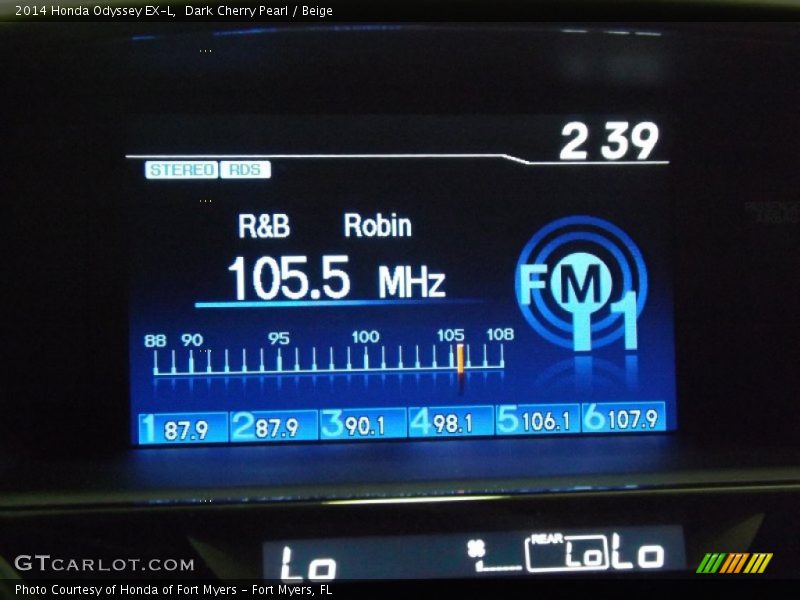 2014 Honda Odyssey EX-L, Dark Cherry Pearl / Beige
2 39
STEREO RDS
R&B Robin
105.5 MHz
FM1
88 90 95 100 105 108
1 87.9 2 87.9 3 90.1 4 98.1 5 106.1 6 107.9
Lo REAR Lo Lo
GTCARLOT.COM
Photo Courtesy of Honda of Fort Myers - Fort Myers, FL